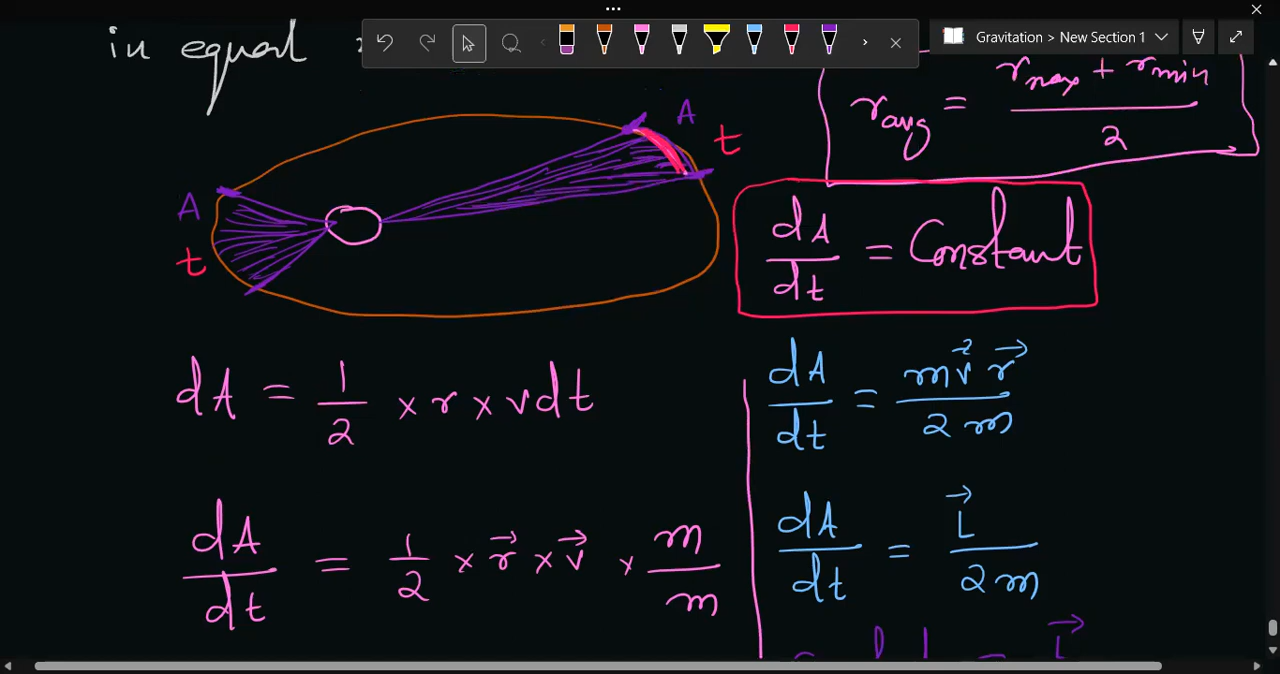 in equal
Gravitation > New Section 1
r_avg = (r_max + r_min) / 2
A
t
A
t
dA/dt = Constant
dA = 1/2 × r × vdt
dA/dt = 1/2 × r⃗ × v⃗ × m/m
dA/dt = m v⃗ r⃗ / 2m
dA/dt = L⃗ / 2m